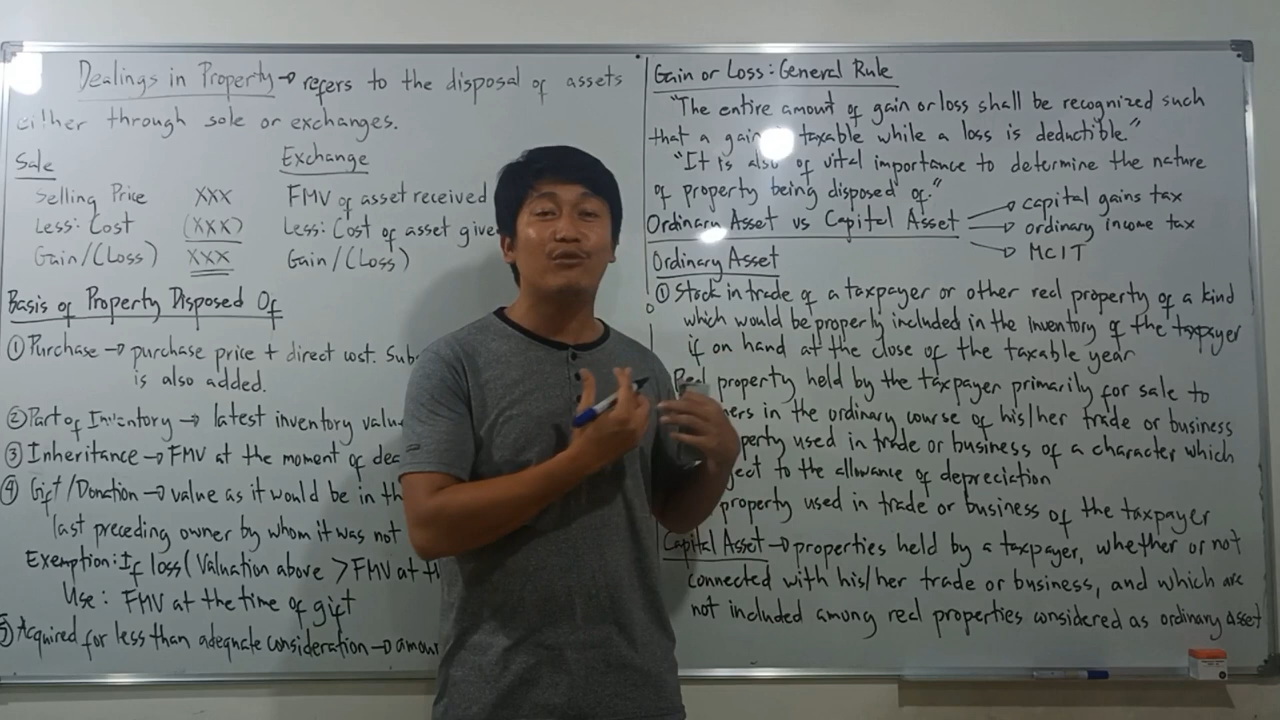 Dealings in Property → refers to the disposal of assets
either through sale or exchanges.
Sale
Selling Price XXX
Less: Cost (XXX)
Gain/(Loss) XXX
Exchange
FMV of asset received
Less: Cost of asset give
Gain/(Loss)
Basis of Property Disposed Of
① Purchase → purchase price + direct cost. Sub
is also added.
② Part of Inventory → latest inventory value
③ Inheritance → FMV at the moment of dea
④ Gift/Donation → value as it would be in th
last preceding owner by whom it was not
Exemption: If loss (Valuation above > FMV at th
Use: FMV at the time of gift
5) Acquired for less than adequate consideration → amoun
Gain or Loss: General Rule
"The entire amount of gain or loss shall be recognized such
that a gain taxable while a loss is deductible"
"It is also of vital importance to determine the nature
of property being disposed of."
Ordinary Asset vs Capital Asset → capital gains tax
→ ordinary income tax
→ MCIT
Ordinary Asset
① Stock in trade of a taxpayer or other real property of a kind
which would be properly included in the inventory of the taxpayer
if on hand at the close of the taxable year
Real property held by the taxpayer primarily for sale to
mers in the ordinary course of his/her trade or business
perty used in trade or business of a character which
ject to the allowance of depreciation
property used in trade or business of the taxpayer
Capital Asset → properties held by a taxpayer, whether or not
connected with his/her trade or business, and which are
not included among real properties considered as ordinary asset